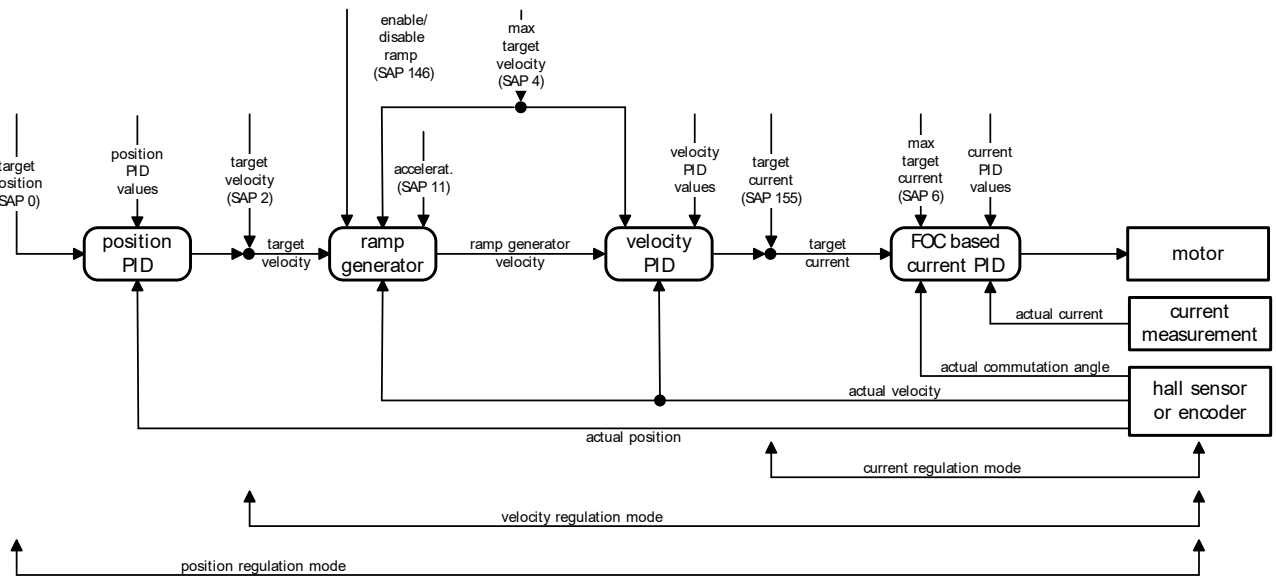 enable/
disable
ramp
(SAP 146)
max
target
velocity
(SAP 4)
target
position
(SAP 0)
position
PID
values
target
velocity
(SAP 2)
accelerat.
(SAP 11)
velocity
PID
values
target
current
(SAP 155)
max
target
current
(SAP 6)
current
PID
values
position
PID
target
velocity
ramp
generator
ramp generator
velocity
velocity
PID
target
current
FOC based
current PID
motor
actual current
current
measurement
actual commutation angle
actual velocity
hall sensor
or encoder
actual position
current regulation mode
velocity regulation mode
position regulation mode